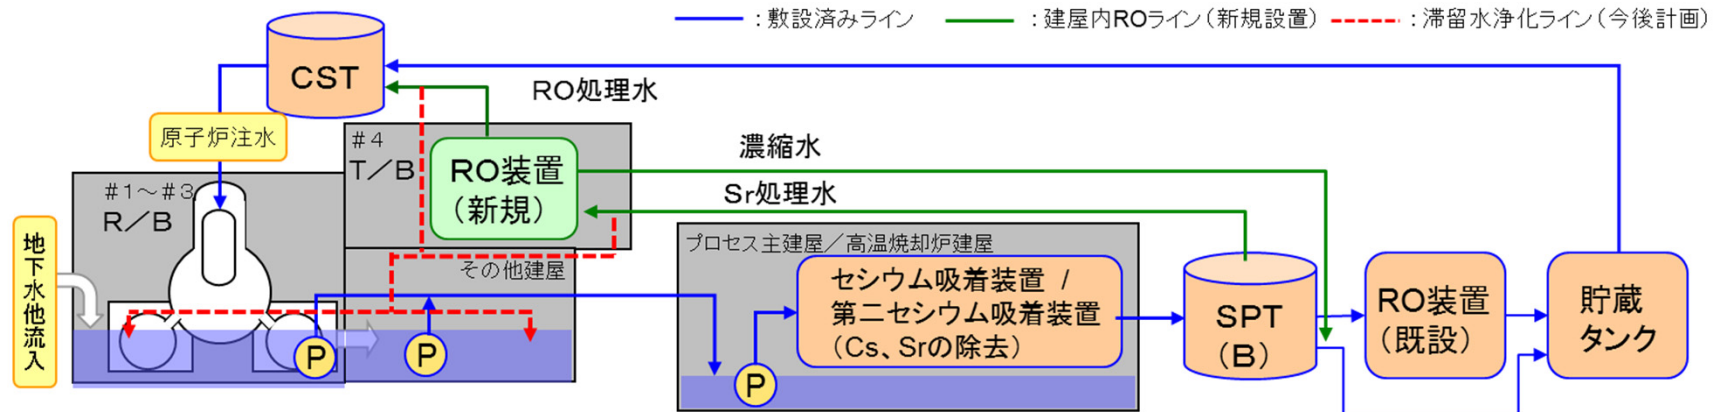 ：敷設済みライン
：建屋内ROライン（新規設置）
：滞留水浄化ライン（今後計画）
CST
RO処理水
原子炉注水
＃4
T／B
RO装置
（新規）
濃縮水
Sr処理水
＃1～＃3
R／B
地下水他流入
その他建屋
プロセス主建屋／高温焼却炉建屋
セシウム吸着装置 /
第二セシウム吸着装置
（Cs、Srの除去）
SPT
（B）
RO装置
（既設）
貯蔵
タンク
P
P
P